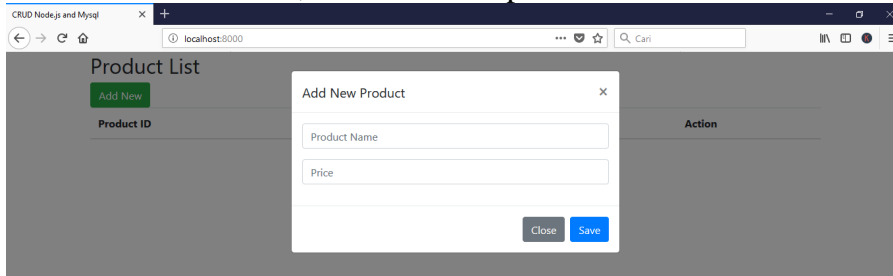 CRUD Node.js and Mysql
localhost:8000
Cari
Product List
Add New
Product ID
Action
Add New Product
Product Name
Price
Close
Save